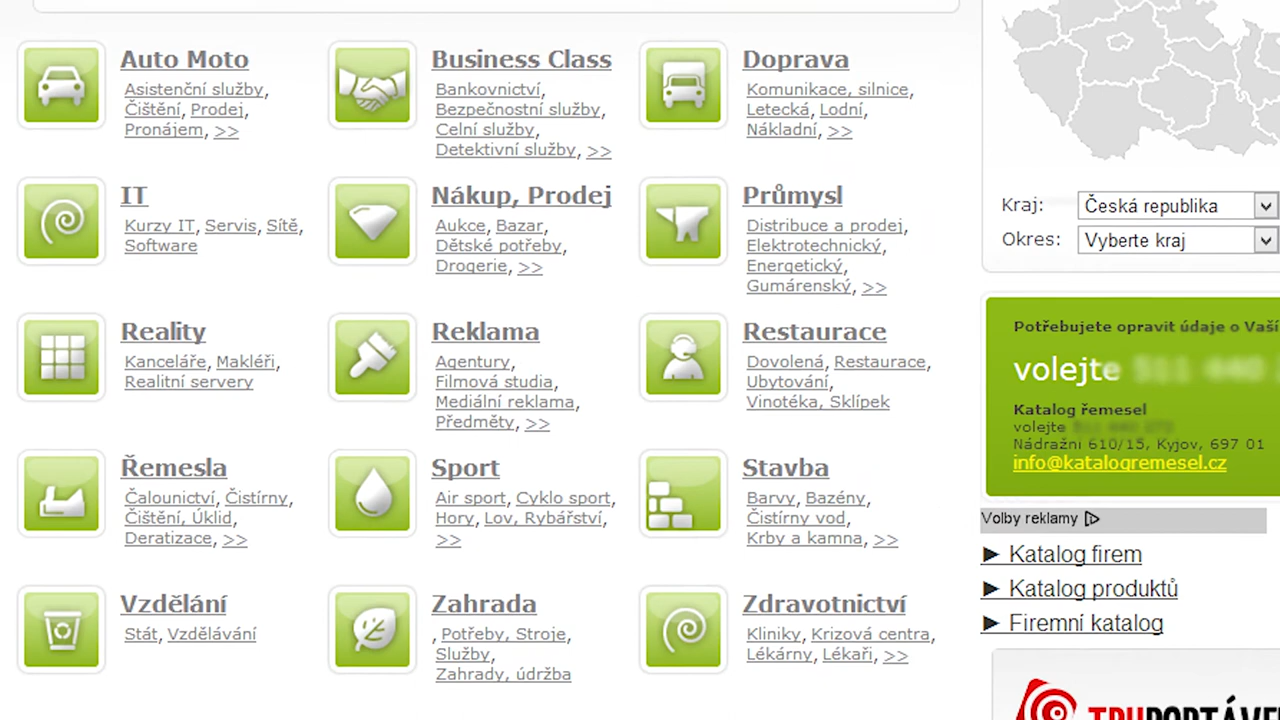 Auto Moto
Asistenční služby,
Čištění, Prodej,
Pronájem, >>
Business Class
Bankovnictví,
Bezpečnostní služby,
Celní služby,
Detektivní služby, >>
Doprava
Komunikace, silnice,
Letecká, Lodní,
Nákladní, >>
IT
Kurzy IT, Servis, Sítě,
Software
Nákup, Prodej
Aukce, Bazar,
Dětské potřeby,
Drogerie, >>
Průmysl
Distribuce a prodej,
Elektrotechnický,
Energetický,
Gumárenský, >>
Reality
Kanceláře, Makléři,
Realitní servery
Reklama
Agentury,
Filmová studia,
Mediální reklama,
Předměty, >>
Restaurace
Dovolená, Restaurace,
Ubytování,
Vinotéka, Sklípek
Řemesla
Čalounictví, Čistírny,
Čištění, Úklid,
Deratizace, >>
Sport
Air sport, Cyklo sport,
Hory, Lov, Rybářství,
>>
Stavba
Barvy, Bazény,
Čistírny vod,
Krby a kamna, >>
Vzdělání
Stát, Vzdělávání
Zahrada
, Potřeby, Stroje,
Služby,
Zahrady, údržba
Zdravotnictví
Kliniky, Krizová centra,
Lékárny, Lékaři, >>
Kraj: Česká republika
Okres: Vyberte kraj
Potřebujete opravit údaje o Vaší
volejte
Katalog řemesel
volejte
Nádražní 610/15, Kyjov, 697 01
info@katalogremesel.cz
Volby reklamy
► Katalog firem
► Katalog produktů
► Firemní katalog